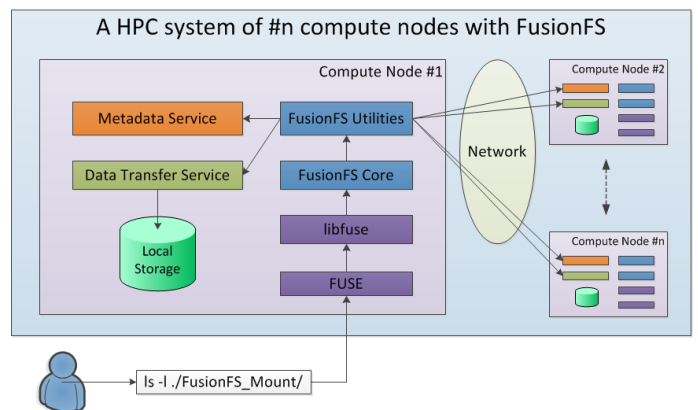 A HPC system of #n compute nodes with FusionFS
Compute Node #1
Metadata Service
FusionFS Utilities
Data Transfer Service
FusionFS Core
Local
Storage
libfuse
FUSE
Network
Compute Node #2
Compute Node #n
ls -l ./FusionFS_Mount/